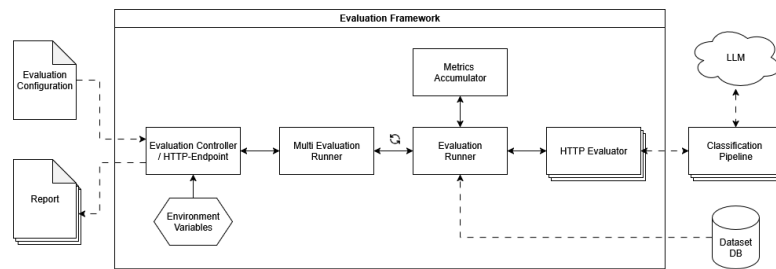 Evaluation Framework
Evaluation
Configuration
Metrics
Accumulator
LLM
Evaluation Controller
/ HTTP-Endpoint
Multi Evaluation
Runner
Evaluation
Runner
HTTP Evaluator
Classification
Pipeline
Report
Environment
Variables
Dataset
DB